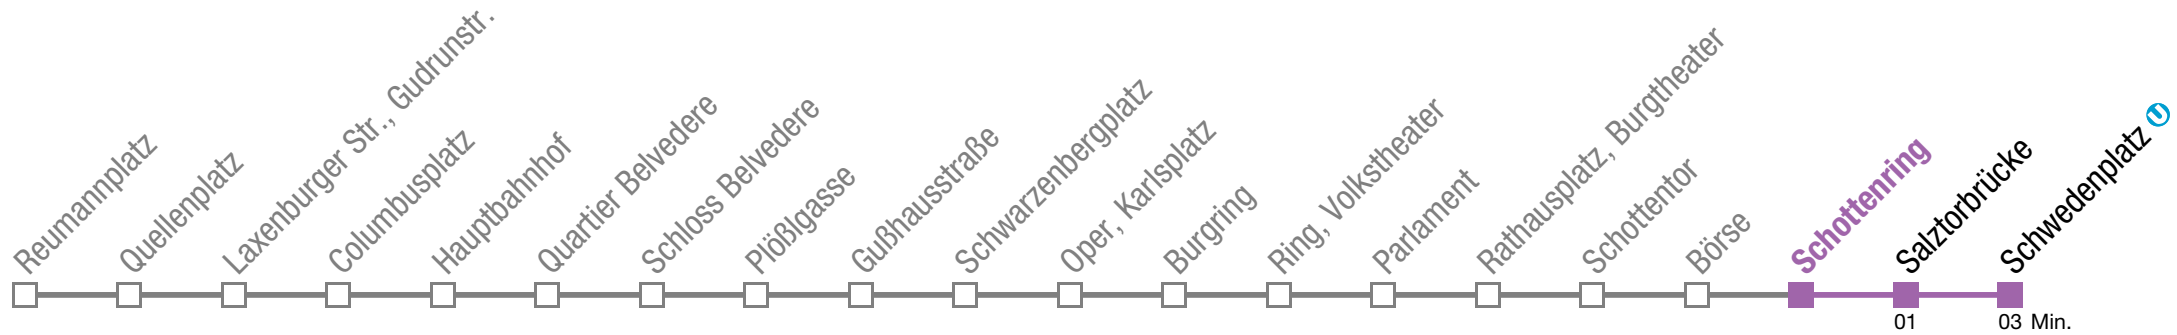 Reumannplatz
Quellenplatz
Laxenburger Str., Gudrunstr.
Columbusplatz
Hauptbahnhof
Quartier Belvedere
Schloss Belvedere
Plößlgasse
Gußhausstraße
Schwarzenbergplatz
Oper, Karlsplatz
Burgring
Ring, Volkstheater
Parlament
Rathausplatz, Burgtheater
Schottentor
Börse
Schottenring
Salztorbrücke
Schwedenplatz U
01 03 Min.